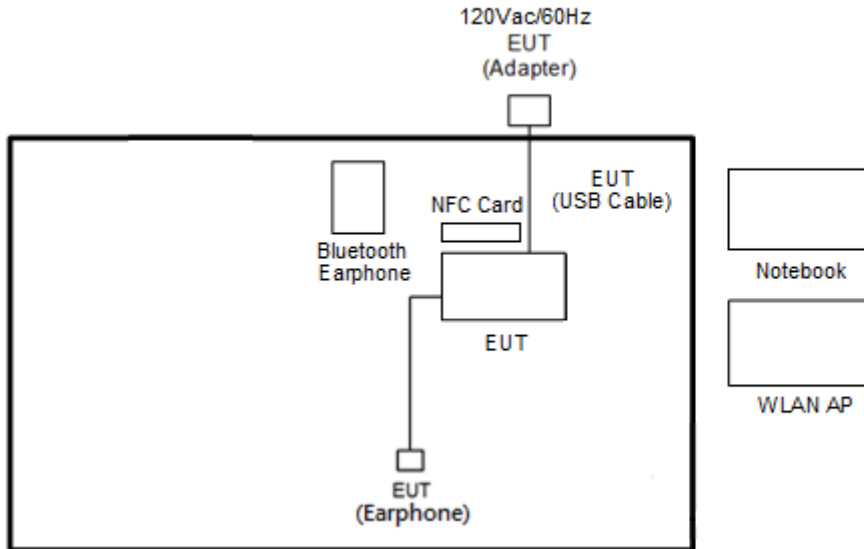 120Vac/60Hz
EUT
(Adapter)
EUT
(USB Cable)
NFC Card
Bluetooth
Earphone
EUT
Notebook
WLAN AP
EUT
(Earphone)